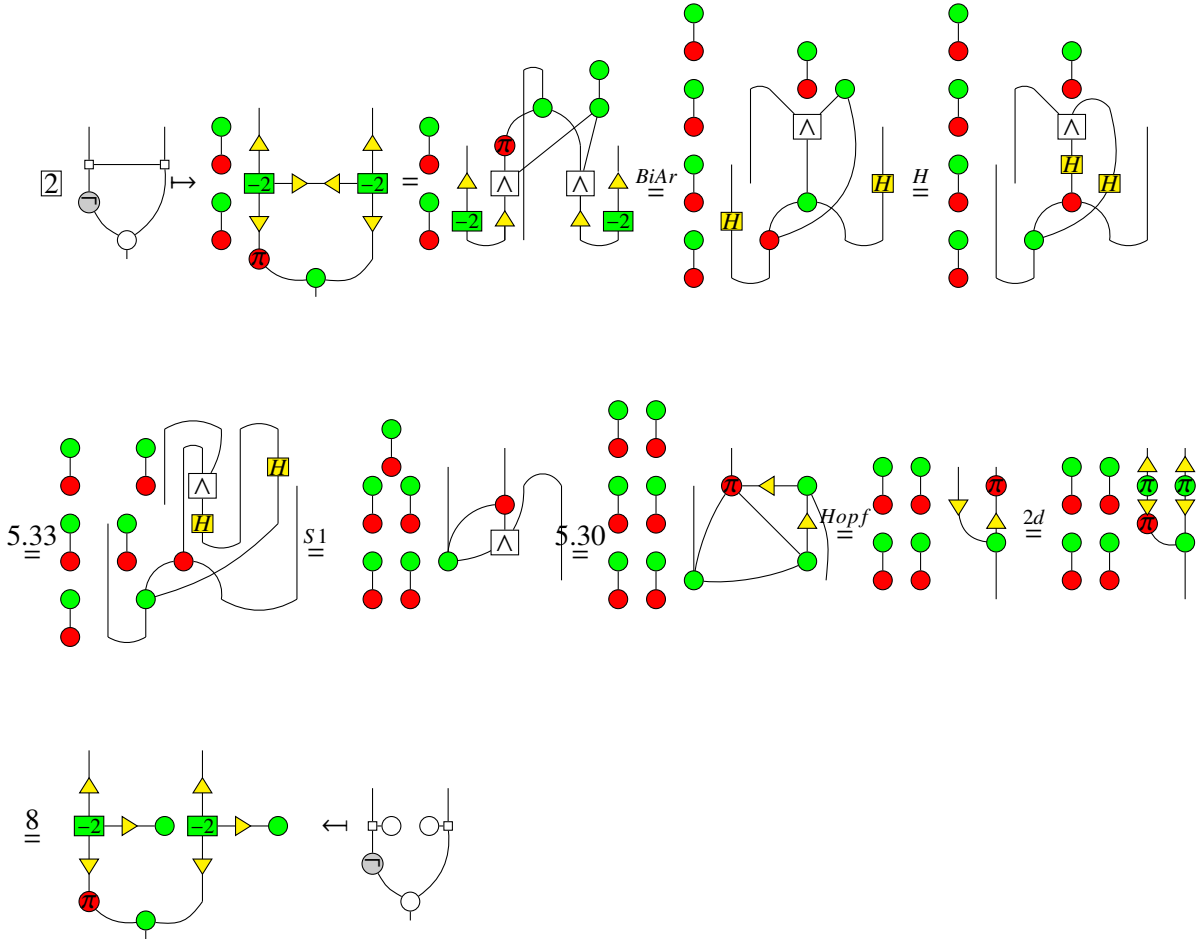 2 ¬ ↦ -2 -2 π = π ∧ ∧ -2 -2 BiAr = ∧ H H H = ∧ H H
5.33 = ∧ H H S1 = ∧ 5.30 = π Hopf = π 2d = π π π
8 = -2 -2 π ↤ ¬